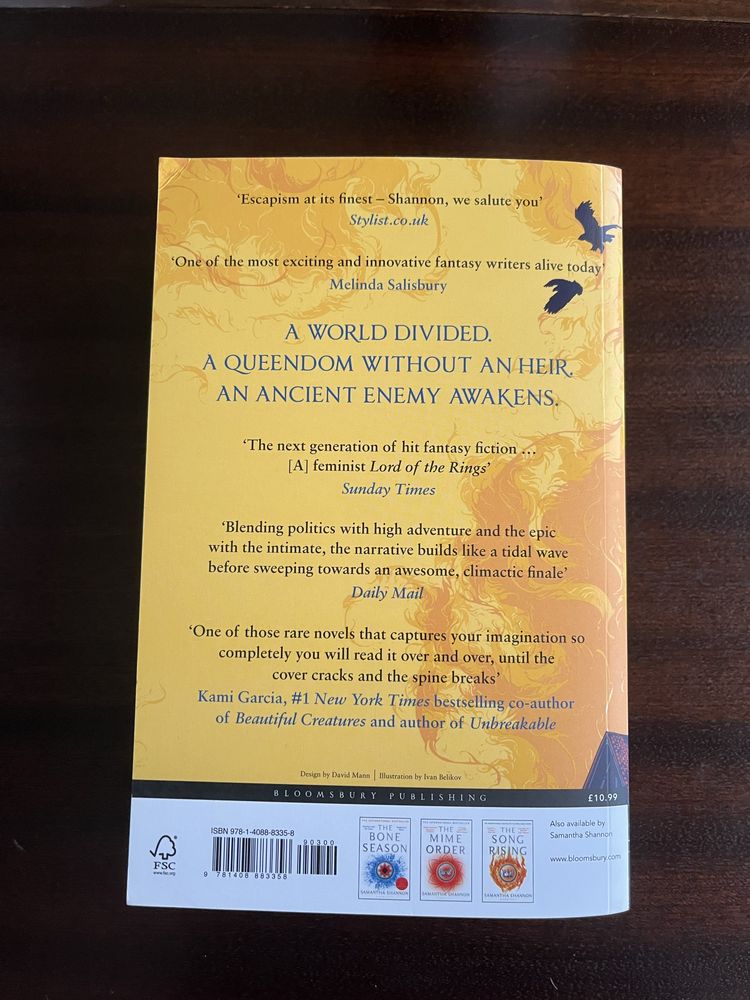 ‘Escapism at its finest – Shannon, we salute you’
Stylist.co.uk
‘One of the most exciting and innovative fantasy writers alive today’
Melinda Salisbury
A WORLD DIVIDED.
A QUEENDOM WITHOUT AN HEIR.
AN ANCIENT ENEMY AWAKENS.
‘The next generation of hit fantasy fiction …
[A] feminist Lord of the Rings’
Sunday Times
‘Blending politics with high adventure and the epic
with the intimate, the narrative builds like a tidal wave
before sweeping towards an awesome, climactic finale’
Daily Mail
‘One of those rare novels that captures your imagination so
completely you will read it over and over, until the
cover cracks and the spine breaks’
Kami Garcia, #1 New York Times bestselling co-author
of Beautiful Creatures and author of Unbreakable
Design by David Mann | Illustration by Ivan Belikov
BLOOMSBURY PUBLISHING
£10.99
FSC
www.fsc.org
ISBN 978-1-4088-8335-8
90300
9 781408 883358
THE
BONE
SEASON
SAMANTHA SHANNON
THE
MIME
ORDER
SAMANTHA SHANNON
THE
SONG
RISING
SAMANTHA SHANNON
Also available by
Samantha Shannon
www.bloomsbury.com